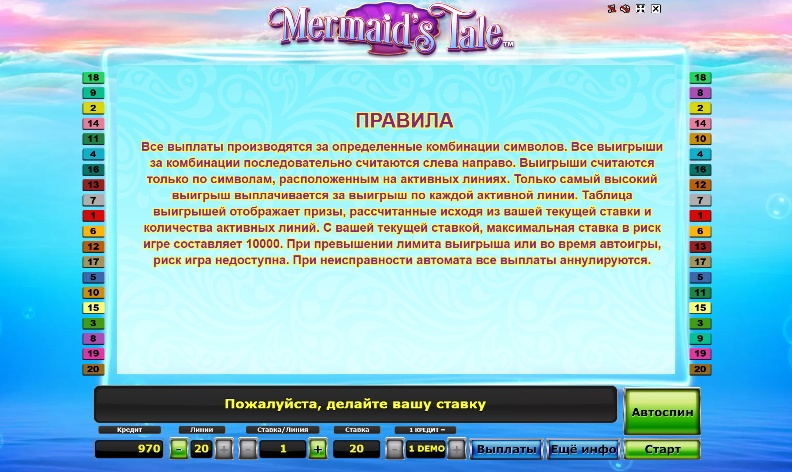 Mermaid's Tale™
18 18
9 8
2 2
14 14
11 10
4 4
16 16
13 12
7 7
1 1
6 6
12 13
17 17
5 5
10 11
15 15
3 3
8 9
19 19
20 20
ПРАВИЛА
Все выплаты производятся за определенные комбинации символов. Все выигрыши
за комбинации последовательно считаются слева направо. Выигрыши считаются
только по символам, расположенным на активных линиях. Только самый высокий
выигрыш выплачивается за выигрыш по каждой активной линии. Таблица
выигрышей отображает призы, рассчитанные исходя из вашей текущей ставки и
количества активных линий. С вашей текущей ставкой, максимальная ставка в риск
игре составляет 10000. При превышении лимита выигрыша или во время автоигры,
риск игра недоступна. При неисправности автомата все выплаты аннулируются.
Пожалуйста, делайте вашу ставку
Автоспин
Кредит Линии Ставка/Линия Ставка 1 КРЕДИТ =
970 - 20 + - 1 + 20 - 1 DEMO + Выплаты Ещё инфо Старт